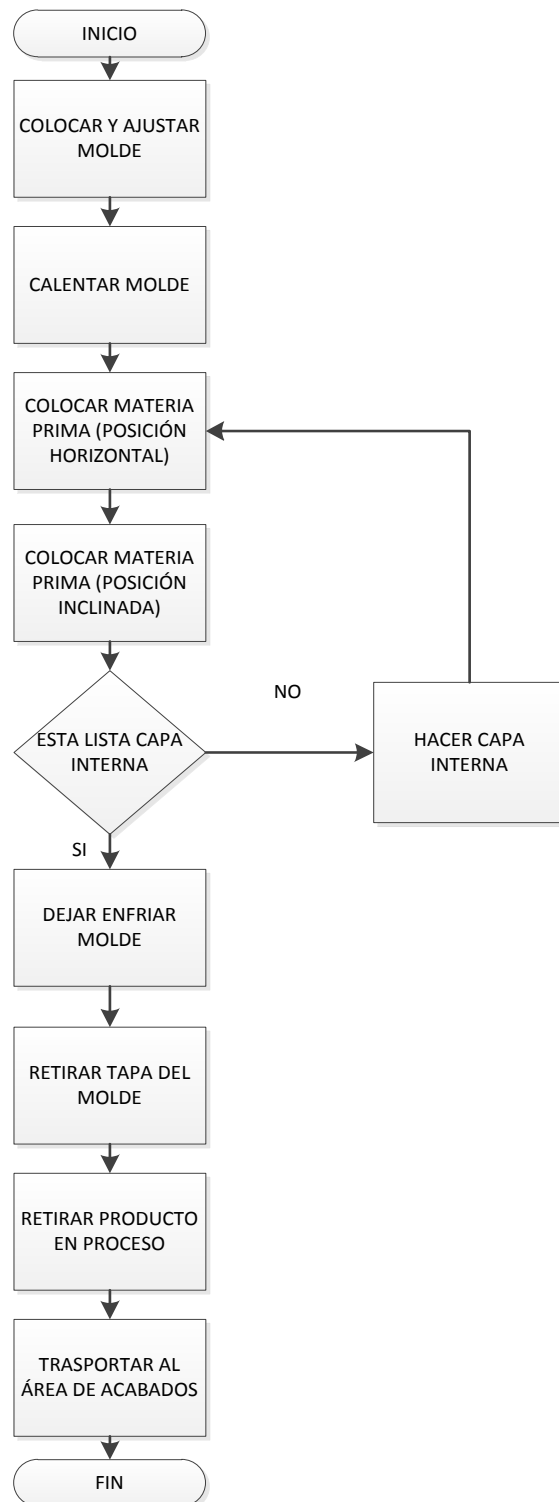 INICIO
COLOCAR Y AJUSTAR
MOLDE
CALENTAR MOLDE
COLOCAR MATERIA
PRIMA (POSICIÓN
HORIZONTAL)
COLOCAR MATERIA
PRIMA (POSICIÓN
INCLINADA)
ESTA LISTA CAPA
INTERNA
NO
HACER CAPA
INTERNA
SI
DEJAR ENFRIAR
MOLDE
RETIRAR TAPA DEL
MOLDE
RETIRAR PRODUCTO
EN PROCESO
TRASPORTAR AL
ÁREA DE ACABADOS
FIN